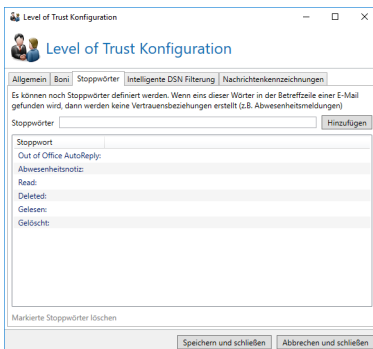 Level of Trust Konfiguration
Level of Trust Konfiguration
Allgemein Boni Stoppwörter Intelligente DSN Filterung Nachrichtenkennzeichnungen
Es können noch Stoppwörter definiert werden. Wenn eins dieser Wörter in der Betreffzeile einer E-Mail
gefunden wird, dann werden keine Vertrauensbeziehungen erstellt (z.B. Abwesenheitsmeldungen)
Stoppwörter Hinzufügen
Stoppwort
Out of Office AutoReply:
Abwesenheitsnotiz:
Read:
Deleted:
Gelesen:
Gelöscht:
Markierte Stoppwörter löschen
Speichern und schließen Abbrechen und schließen